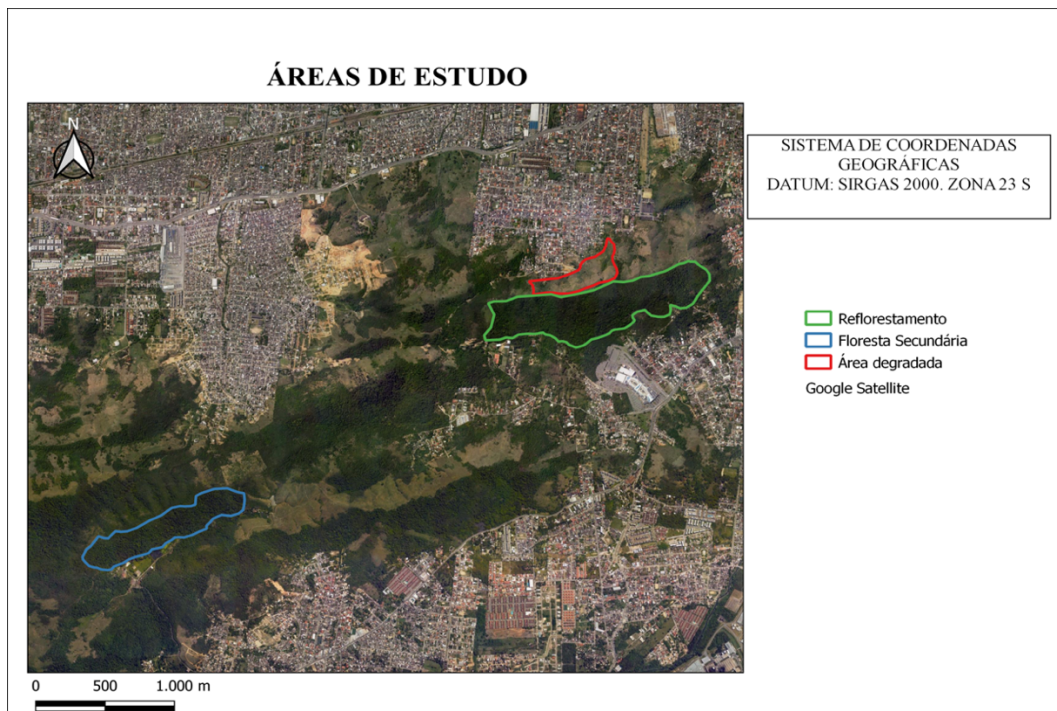 ÁREAS DE ESTUDO
N
SISTEMA DE COORDENADAS
GEOGRÁFICAS
DATUM: SIRGAS 2000. ZONA 23 S
Reflorestamento
Floresta Secundária
Área degradada
Google Satellite
0 500 1.000 m